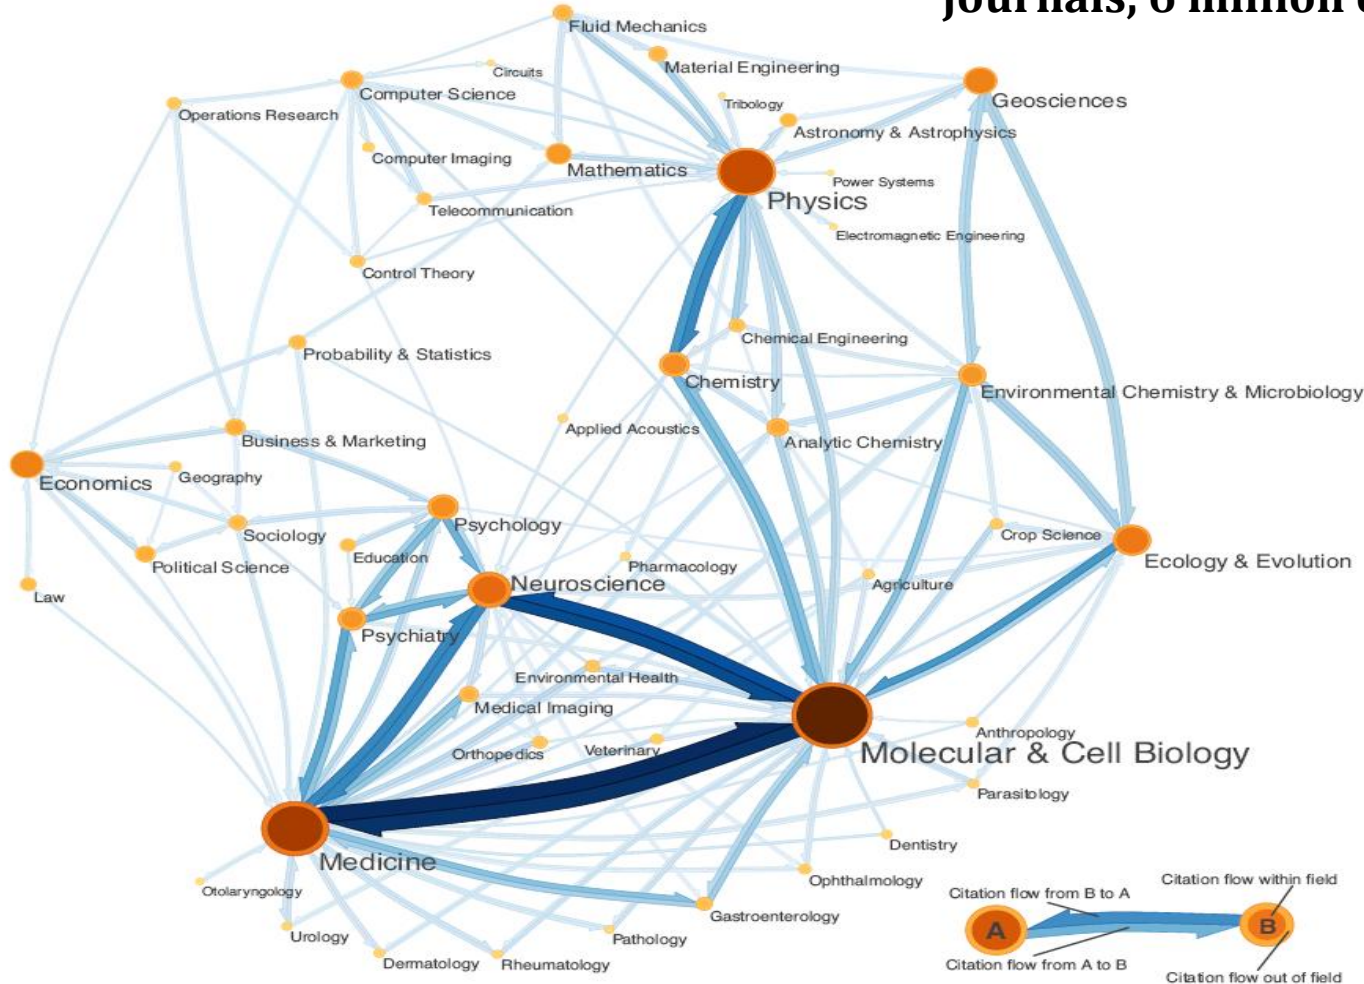 journals, 6 million
Fluid Mechanics
Material Engineering
Circuits
Computer Science
Geosciences
Tribology
Operations Research
Astronomy & Astrophysics
Computer Imaging
Mathematics
Power Systems
Physics
Telecommunication
Electromagnetic Engineering
Control Theory
Chemical Engineering
Probability & Statistics
Chemistry
Environmental Chemistry & Microbiology
Applied Acoustics
Analytic Chemistry
Business & Marketing
Geography
Economics
Psychology
Sociology
Crop Science
Education
Ecology & Evolution
Political Science
Pharmacology
Neuroscience
Agriculture
Law
Psychiatry
Environmental Health
Medical Imaging
Anthropology
Orthopedics
Veterinary
Molecular & Cell Biology
Parasitology
Dentistry
Medicine
Ophthalmology
Otolaryngology
Gastroenterology
Urology
Pathology
Dermatology
Rheumatology
Citation flow from B to A
Citation flow within field
A
B
Citation flow from A to B
Citation flow out of field